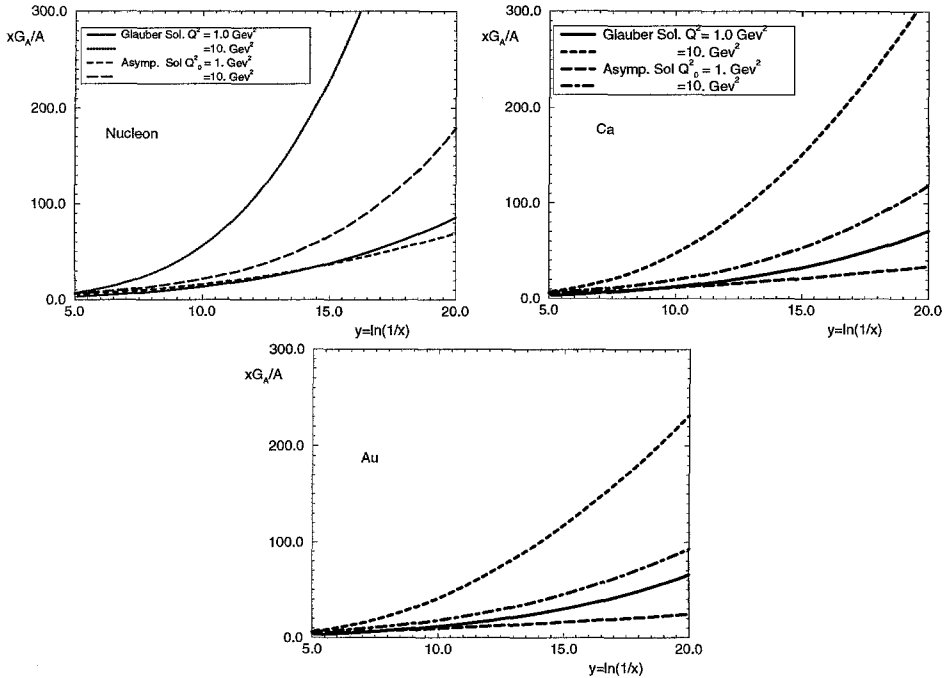 xG_A/A
300.0
200.0
100.0
0.0
Glauber Sol. Q² = 1.0 Gev²
=10. Gev²
Asymp. Sol Q²₀ = 1. Gev²
=10. Gev²
Nucleon
5.0 10.0 15.0 20.0
y=ln(1/x)
xG_A/A
300.0
200.0
100.0
0.0
Glauber Sol. Q² = 1.0 Gev²
=10. Gev²
Asymp. Sol Q²₀ = 1. Gev²
=10. Gev²
Ca
5.0 10.0 15.0 20.0
y=ln(1/x)
xG_A/A
300.0
200.0
100.0
0.0
Au
5.0 10.0 15.0 20.0
y=ln(1/x)